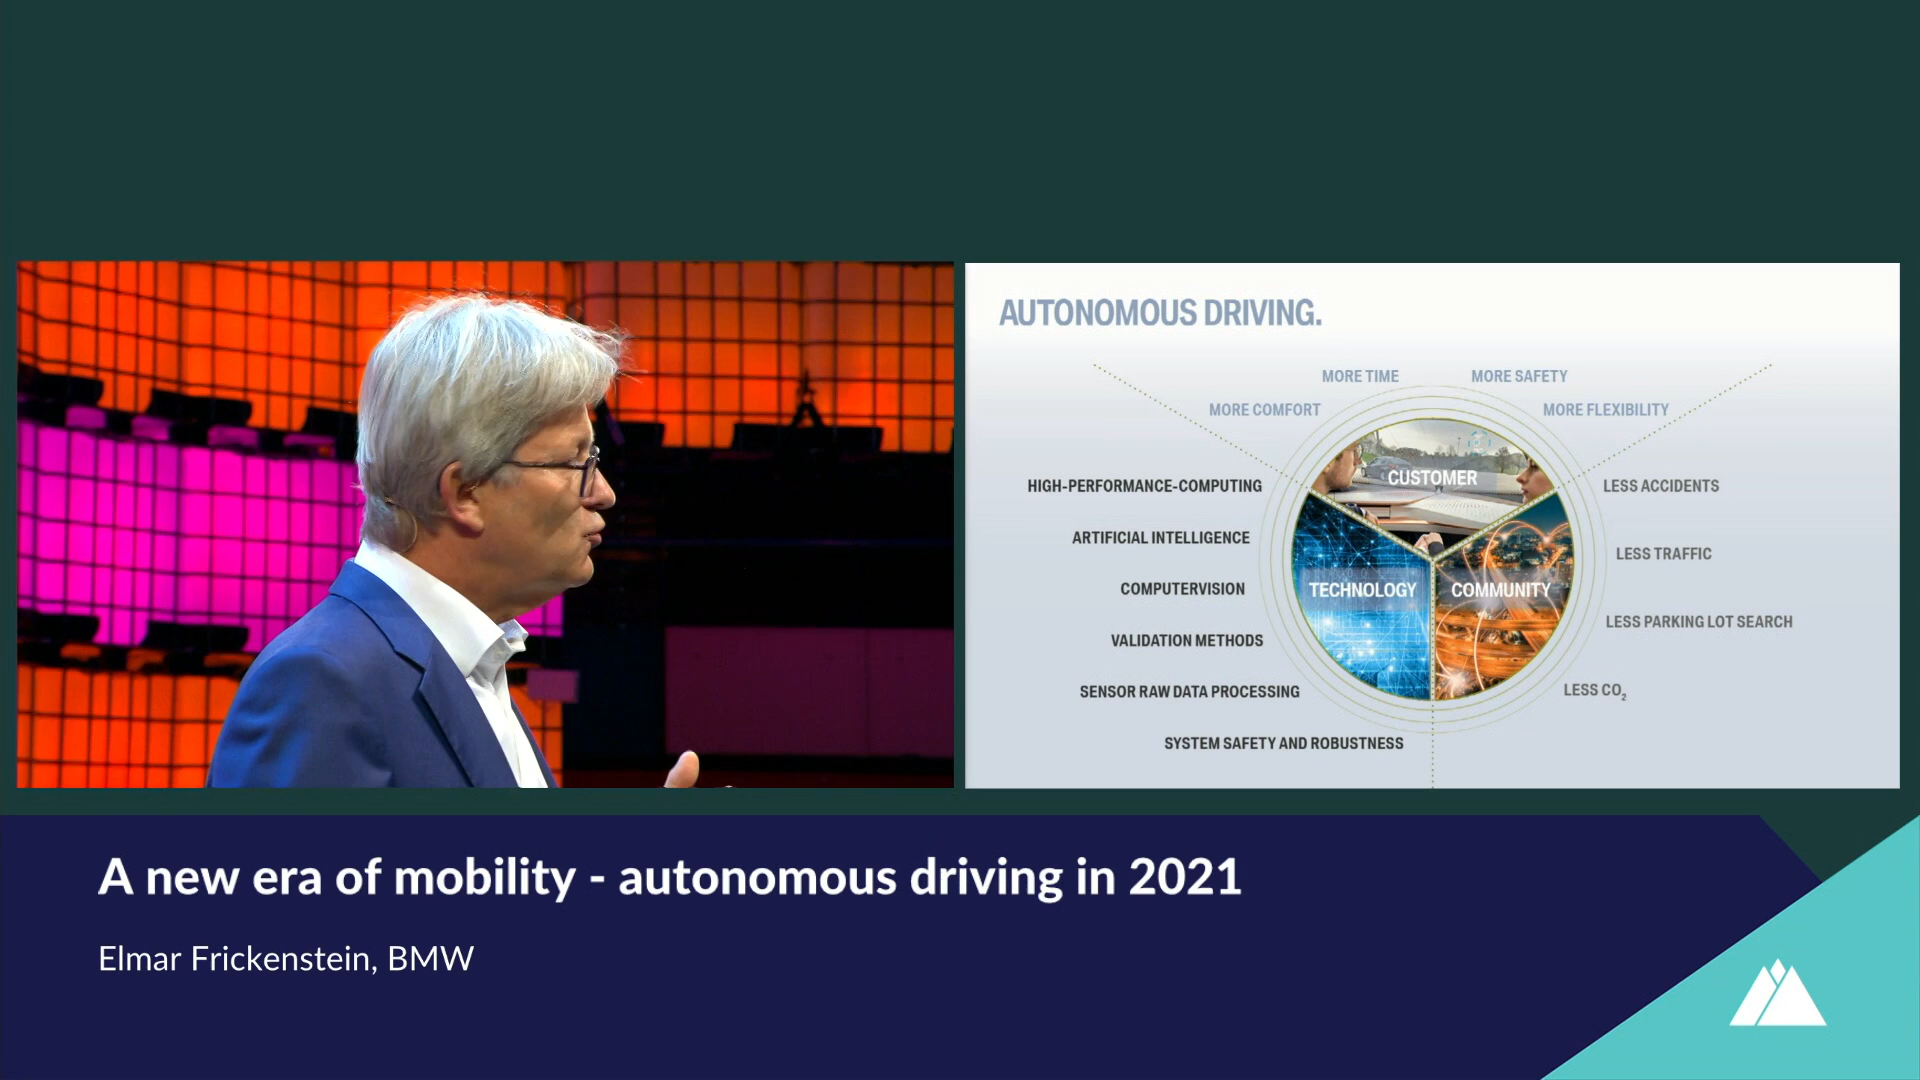 AUTONOMOUS DRIVING.
MORE TIME
MORE SAFETY
MORE COMFORT
MORE FLEXIBILITY
CUSTOMER
HIGH-PERFORMANCE-COMPUTING
ARTIFICIAL INTELLIGENCE
COMPUTERVISION
VALIDATION METHODS
SENSOR RAW DATA PROCESSING
SYSTEM SAFETY AND ROBUSTNESS
TECHNOLOGY
COMMUNITY
LESS ACCIDENTS
LESS TRAFFIC
LESS PARKING LOT SEARCH
LESS CO₂
A new era of mobility - autonomous driving in 2021
Elmar Frickenstein, BMW